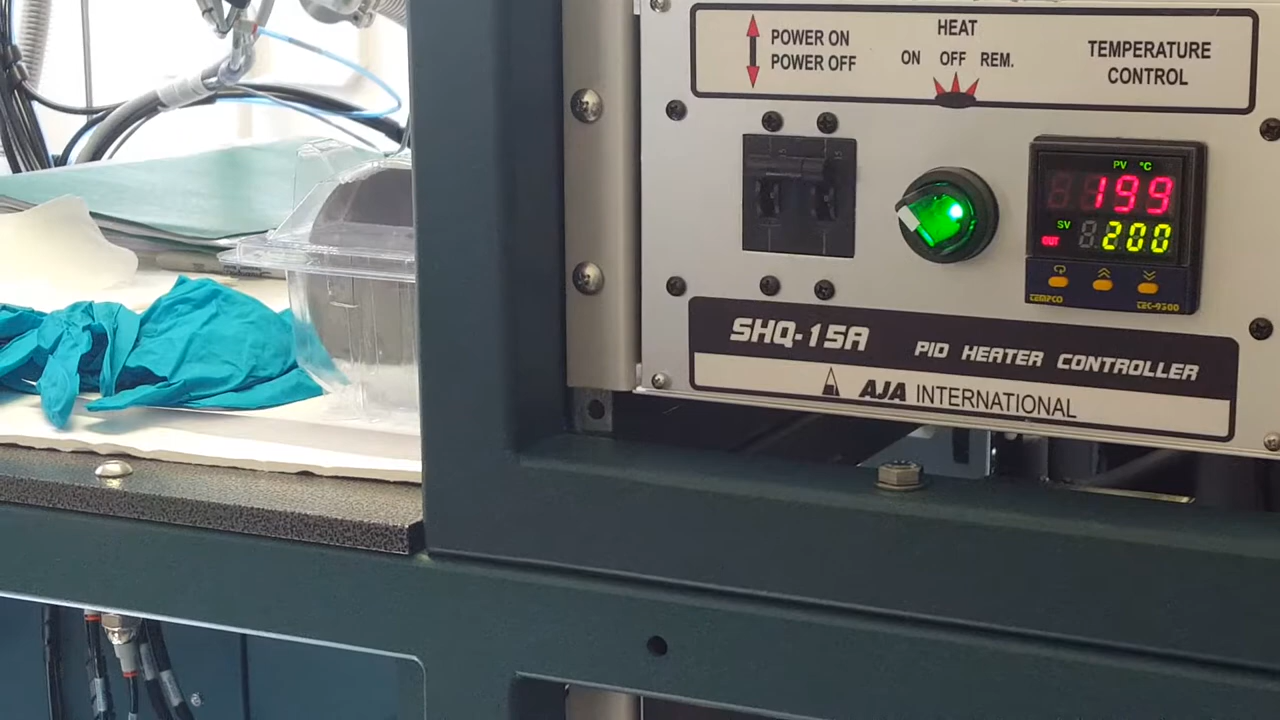 POWER ON
POWER OFF
HEAT
ON OFF REM.
TEMPERATURE
CONTROL
PV °C
199
SV
OUT 200
TEMPCO TEC-9300
SHQ-15A PID HEATER CONTROLLER
AJA INTERNATIONAL